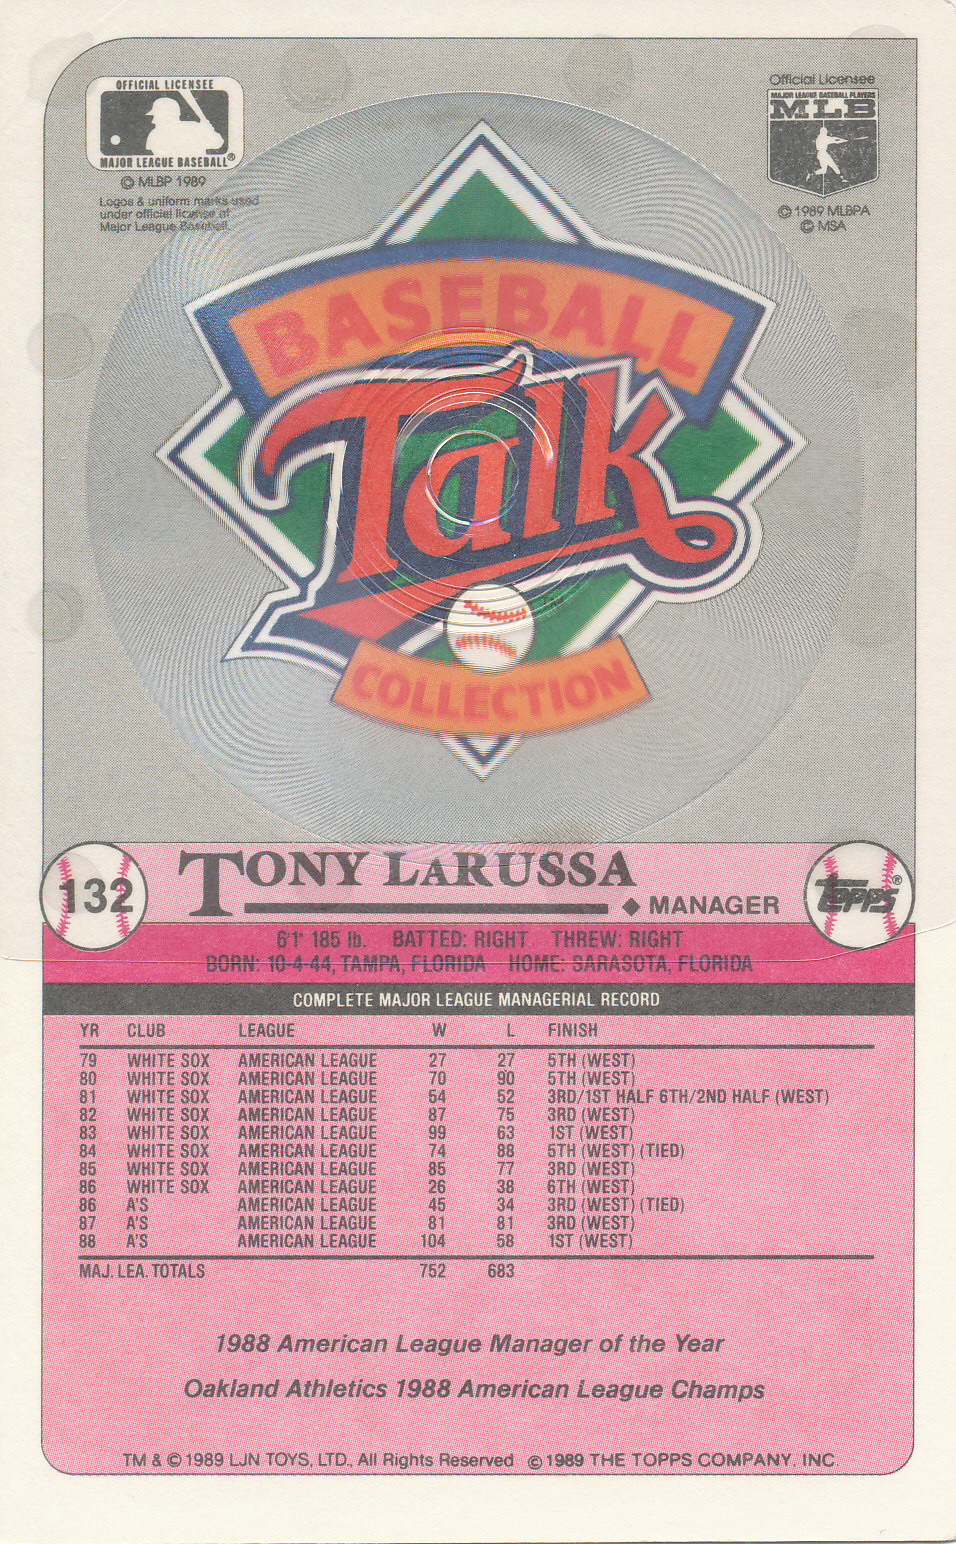 OFFICIAL LICENSEE
MAJOR LEAGUE BASEBALL®
© MLBP 1989
Logos & uniform marks used
under official license of
Major League Baseball.
Official Licensee
MAJOR LEAGUE BASEBALL PLAYERS
MLB
© 1989 MLBPA
© MSA
BASEBALL
Talk
COLLECTION
132
TONY LARUSSA
◆ MANAGER
TOPPS®
6'1" 185 lb. BATTED: RIGHT THREW: RIGHT
BORN: 10-4-44, TAMPA, FLORIDA HOME: SARASOTA, FLORIDA
COMPLETE MAJOR LEAGUE MANAGERIAL RECORD
YR CLUB LEAGUE W L FINISH
79 WHITE SOX AMERICAN LEAGUE 27 27 5TH (WEST)
80 WHITE SOX AMERICAN LEAGUE 70 90 5TH (WEST)
81 WHITE SOX AMERICAN LEAGUE 54 52 3RD/1ST HALF 6TH/2ND HALF (WEST)
82 WHITE SOX AMERICAN LEAGUE 87 75 3RD (WEST)
83 WHITE SOX AMERICAN LEAGUE 99 63 1ST (WEST)
84 WHITE SOX AMERICAN LEAGUE 74 88 5TH (WEST) (TIED)
85 WHITE SOX AMERICAN LEAGUE 85 77 3RD (WEST)
86 WHITE SOX AMERICAN LEAGUE 26 38 6TH (WEST)
86 A'S AMERICAN LEAGUE 45 34 3RD (WEST) (TIED)
87 A'S AMERICAN LEAGUE 81 81 3RD (WEST)
88 A'S AMERICAN LEAGUE 104 58 1ST (WEST)
MAJ. LEA. TOTALS 752 683
1988 American League Manager of the Year
Oakland Athletics 1988 American League Champs
TM & © 1989 LJN TOYS, LTD., All Rights Reserved © 1989 THE TOPPS COMPANY, INC